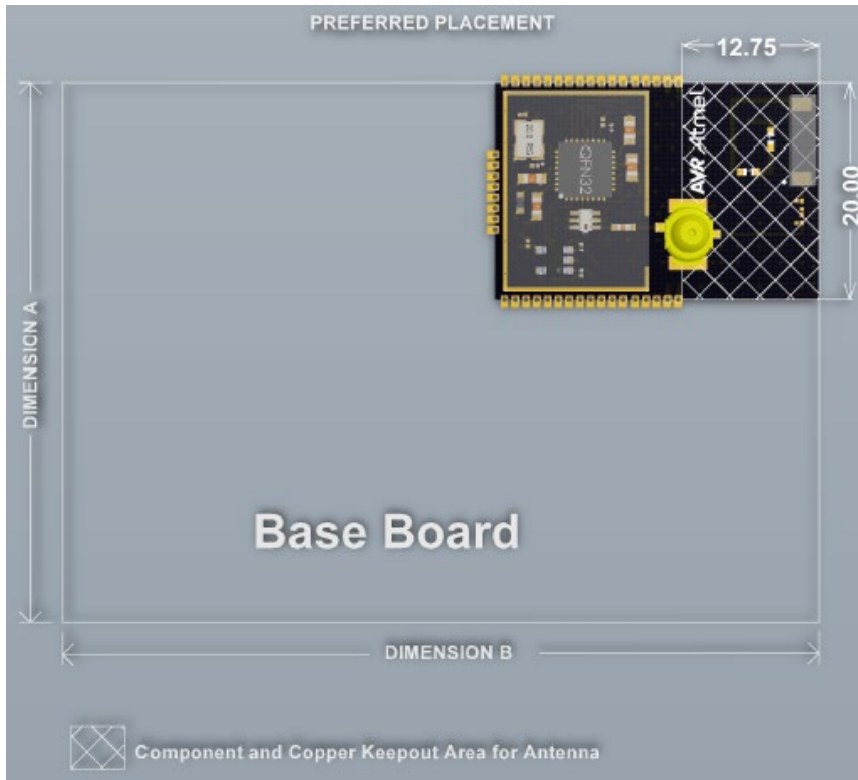 PREFERRED PLACEMENT
12.75
AVR Atmel
QFN32
20.00
DIMENSION A
Base Board
DIMENSION B
Component and Copper Keepout Area for Antenna